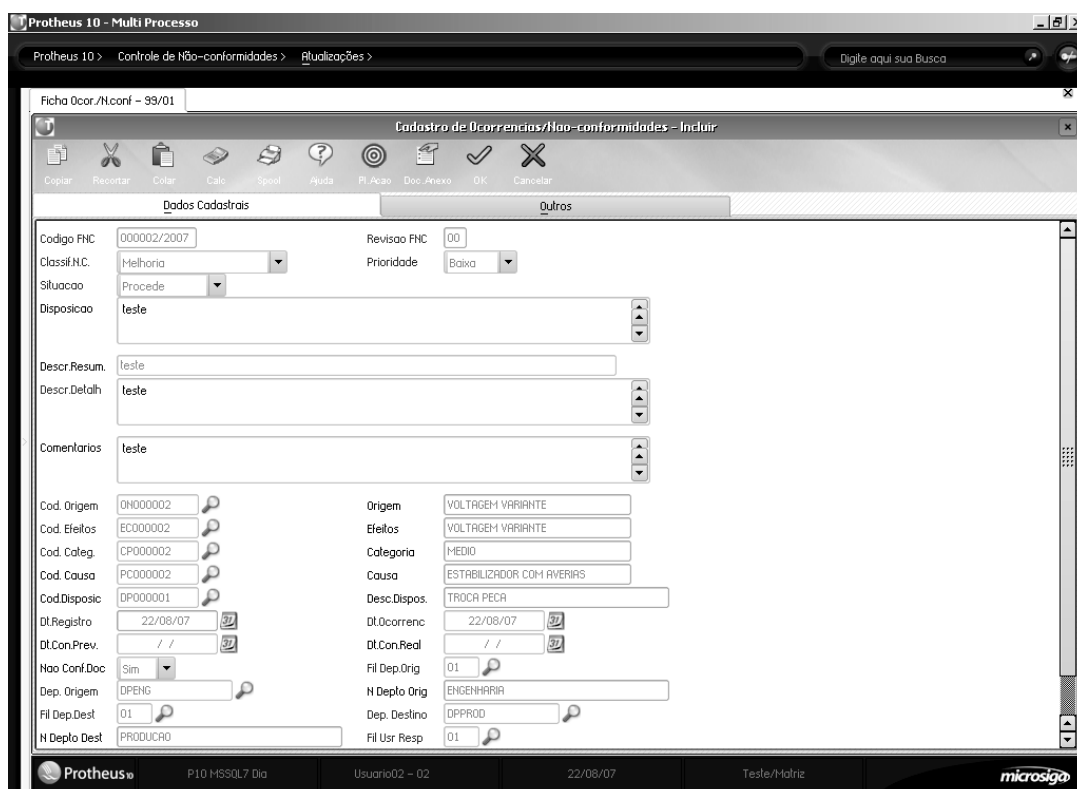 Protheus 10 - Multi Processo
Protheus 10 > Controle de Não-conformidades > Atualizações >
Digite aqui sua Busca
Ficha Ocor./N.conf - 99/01
Cadastro de Ocorrencias/Nao-conformidades - Incluir
Copiar Recortar Colar Calc Spool Ajuda Pl.Acao Doc.Anexo OK Cancelar
Dados Cadastrais Outros
Codigo FNC 000002/2007 Revisao FNC 00
Classif.N.C. Melhoria Prioridade Baixa
Situacao Procede
Disposicao teste
Descr.Resum. teste
Descr.Detalh teste
Comentarios teste
Cod. Origem ON000002 Origem VOLTAGEM VARIANTE
Cod. Efeitos EC000002 Efeitos VOLTAGEM VARIANTE
Cod. Categ. CP000002 Categoria MEDIO
Cod. Causa PC000002 Causa ESTABILIZADOR COM AVERIAS
Cod.Disposic DP000001 Desc.Dispos. TROCA PECA
Dt.Registro 22/08/07 Dt.Ocorrenc 22/08/07
Dt.Con.Prev. / / Dt.Con.Real / /
Nao Conf.Doc Sim Fil Dep.Orig 01
Dep. Origem DPENG N Depto Orig ENGENHARIA
Fil Dep.Dest 01 Dep. Destino DPPROD
N Depto Dest PRODUCAO Fil Usr Resp 01
Protheus 10 P10 MSSQL7 Dia Usuario02 - 02 22/08/07 Teste/Matriz microsiga